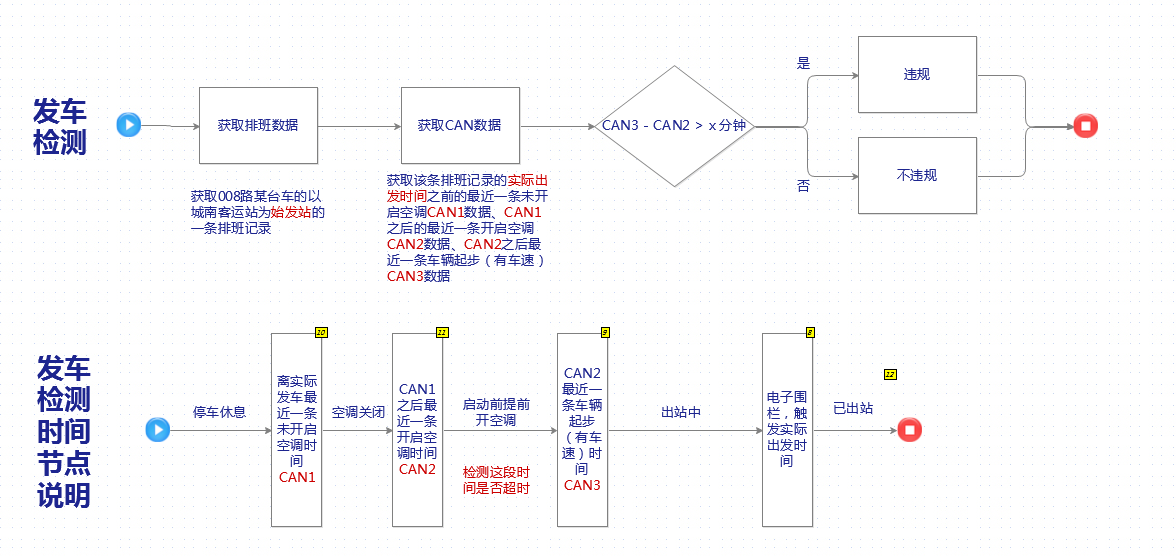 发车
检测
获取排班数据
获取008路某台车的以
城南客运站为始发站的
一条排班记录
获取CAN数据
获取该条排班记录的实际出
发时间之前的最近一条未开
启空调CAN1数据、CAN1
之后的最近一条开启空调
CAN2数据、CAN2之后最
近一条车辆起步（有车速）
CAN3数据
CAN3 - CAN2 > x 分钟
是
否
违规
不违规
发车
检测
时间
节点
说明
停车休息
10
离实际
发车最
近一条
未开启
空调时
间
CAN1
空调关闭
11
CAN1
之后最
近一条
开启空
调时间
CAN2
启动前提前
开空调
检测这段时
间是否超时
9
CAN2
最近一
条车辆
起步
（有车
速）时
间
CAN3
出站中
8
电子围
栏，触
发实际
出发时
间
12
已出站